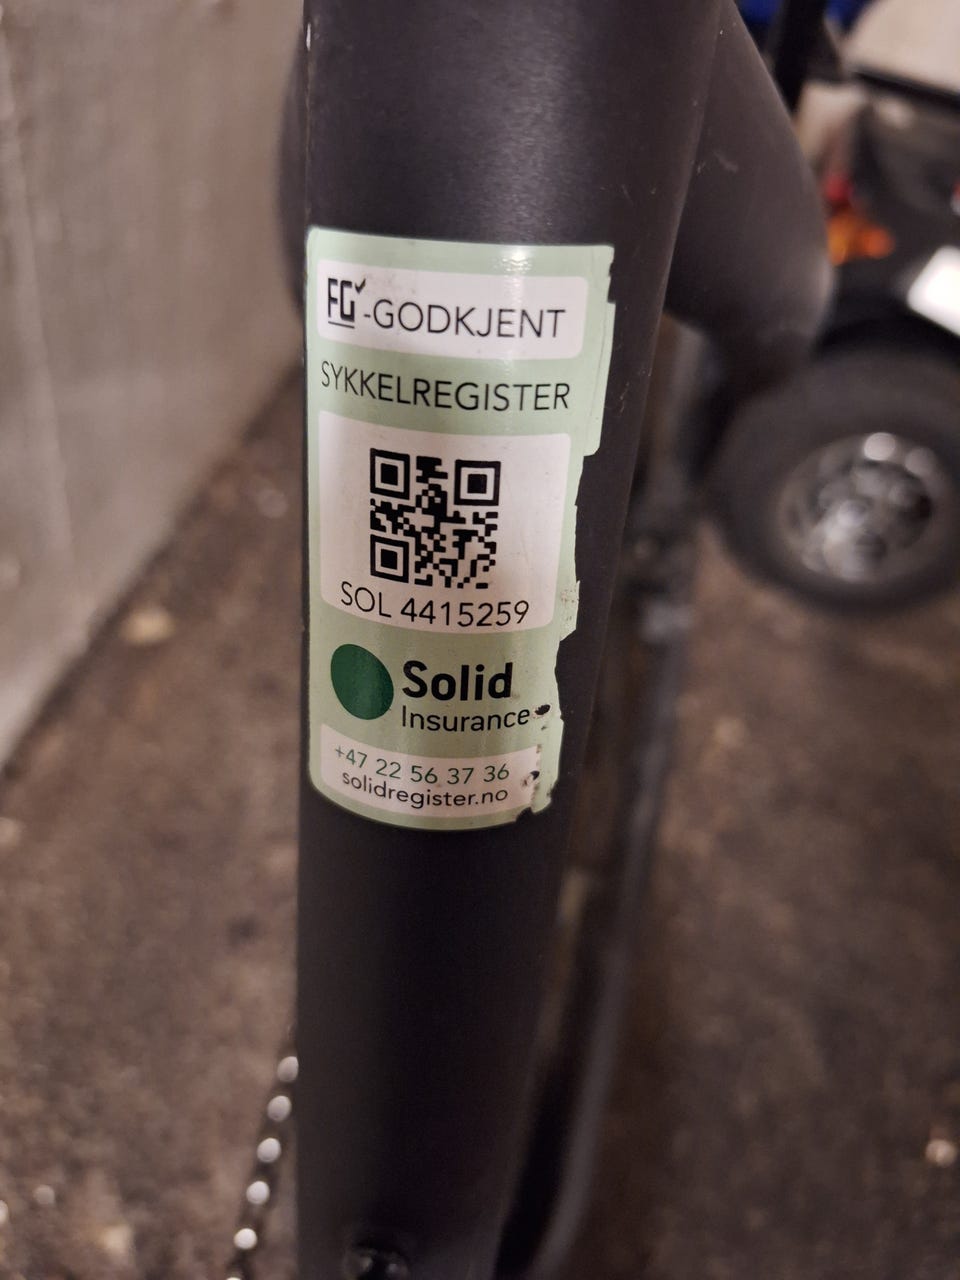 FG-GODKJENT
SYKKELREGISTER
SOL 4415259
Solid
Insurance
+47 22 56 37 36
solidregister.no